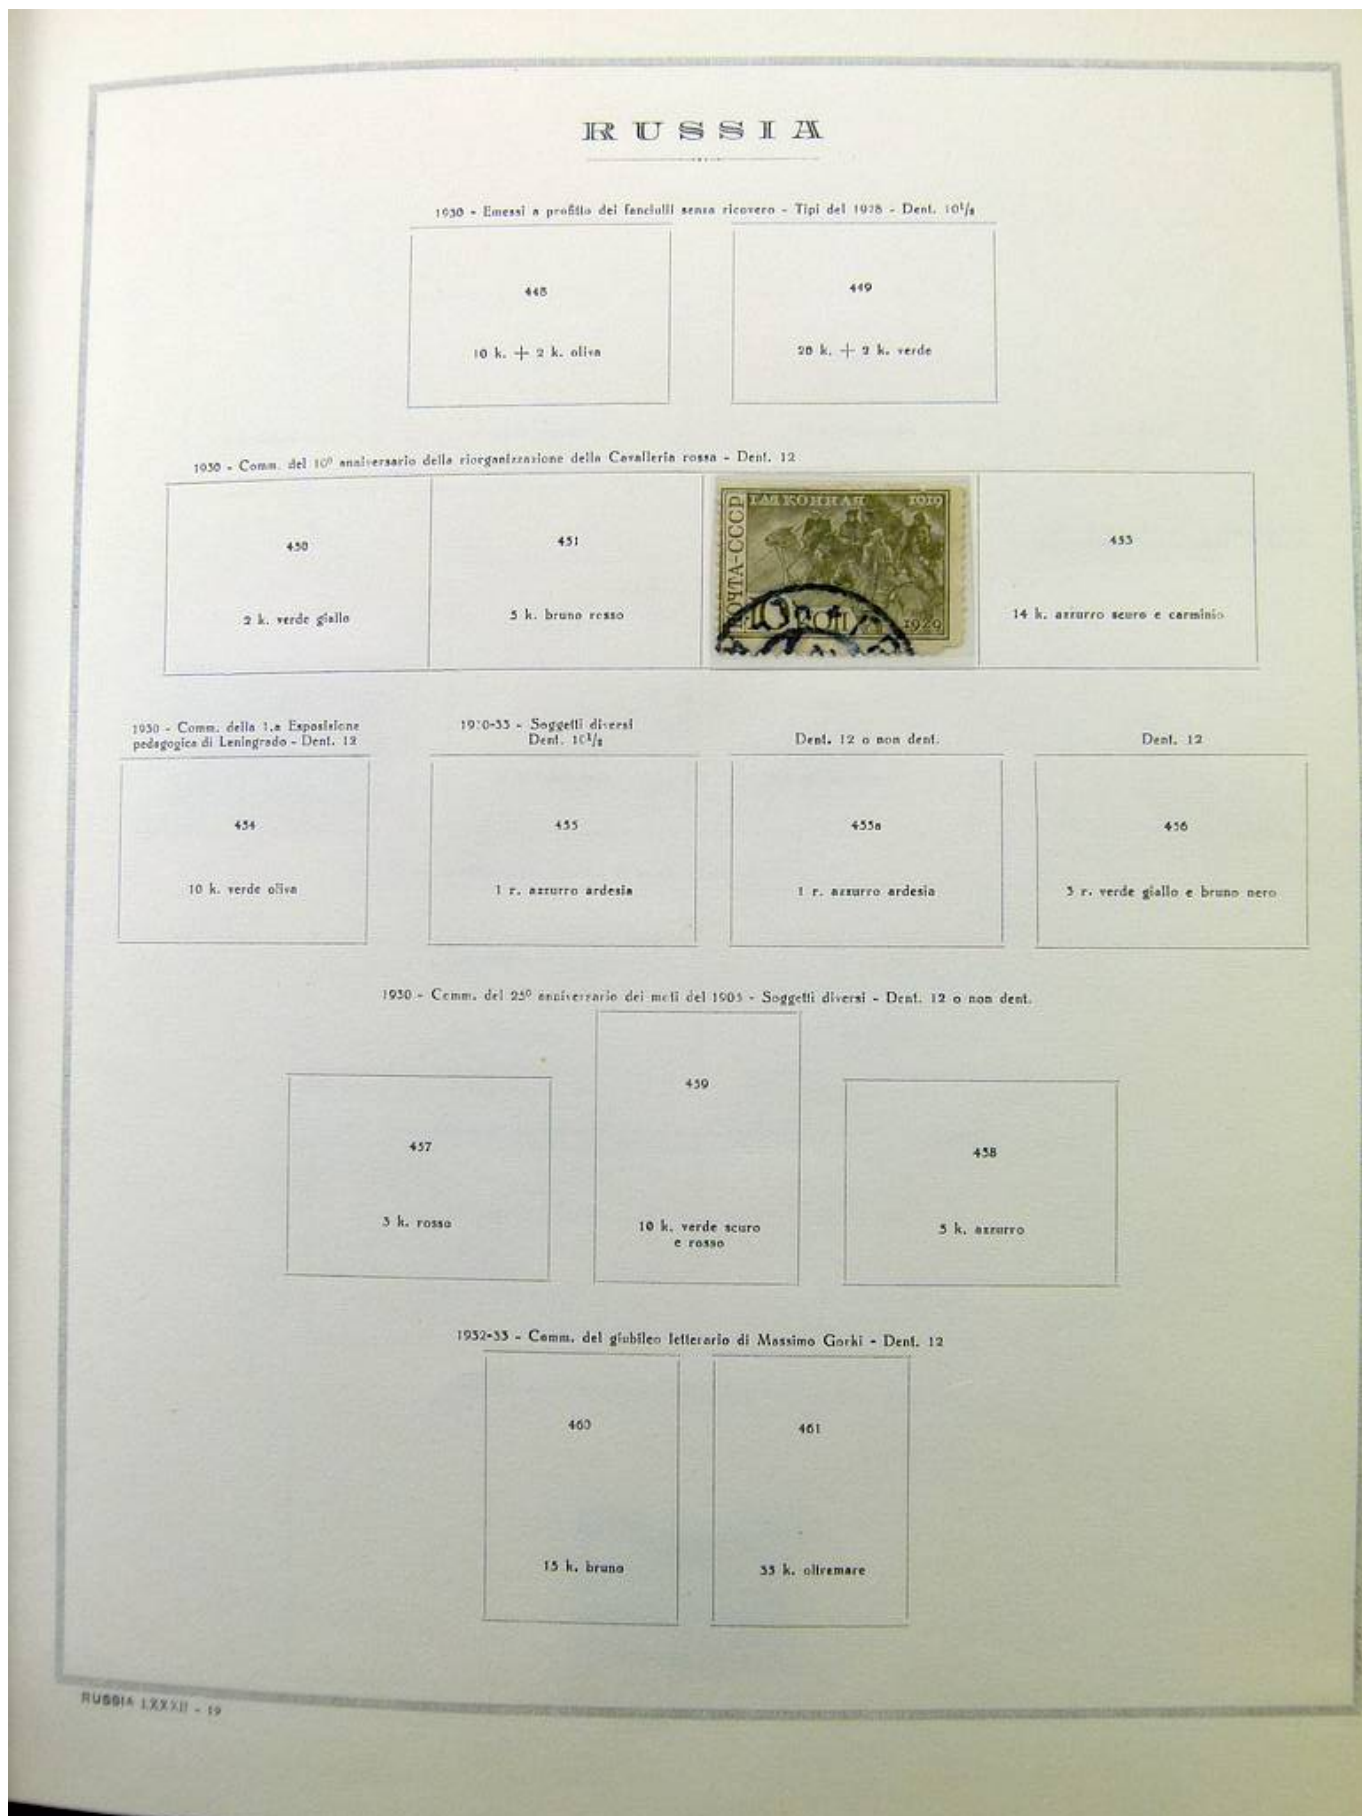 RUSSIA
1930 - Emessi a profitto dei fanciulli senza ricovero - Tipi del 1928 - Dent. 10¹/₂
448
449
10 k. + 2 k. oliva
20 k. + 2 k. verde
1930 - Comm. del 10º anniversario della riorganizzazione della Cavalleria rossa - Dent. 12
450
451
453
2 k. verde giallo
5 k. bruno rosso
14 k. azzurro scuro e carminio
КОННАЯ 1919
ПОЧТА-СССР
10 КОП
1929
1930 - Comm. della 1.a Esposizione
pedagogica di Leningrado - Dent. 12
1930-33 - Soggetti diversi
Dent. 10¹/₂
Dent. 12 o non dent.
Dent. 12
454
455
455a
456
10 k. verde oliva
1 r. azzurro ardesia
1 r. azzurro ardesia
3 r. verde giallo e bruno nero
1930 - Comm. del 25º anniversario dei moti del 1905 - Soggetti diversi - Dent. 12 o non dent.
457
459
458
3 k. rosso
10 k. verde scuro
e rosso
5 k. azzurro
1932-33 - Comm. del giubileo letterario di Massimo Gorki - Dent. 12
460
461
15 k. bruno
35 k. oltremare
RUSSIA LXXXII - 19